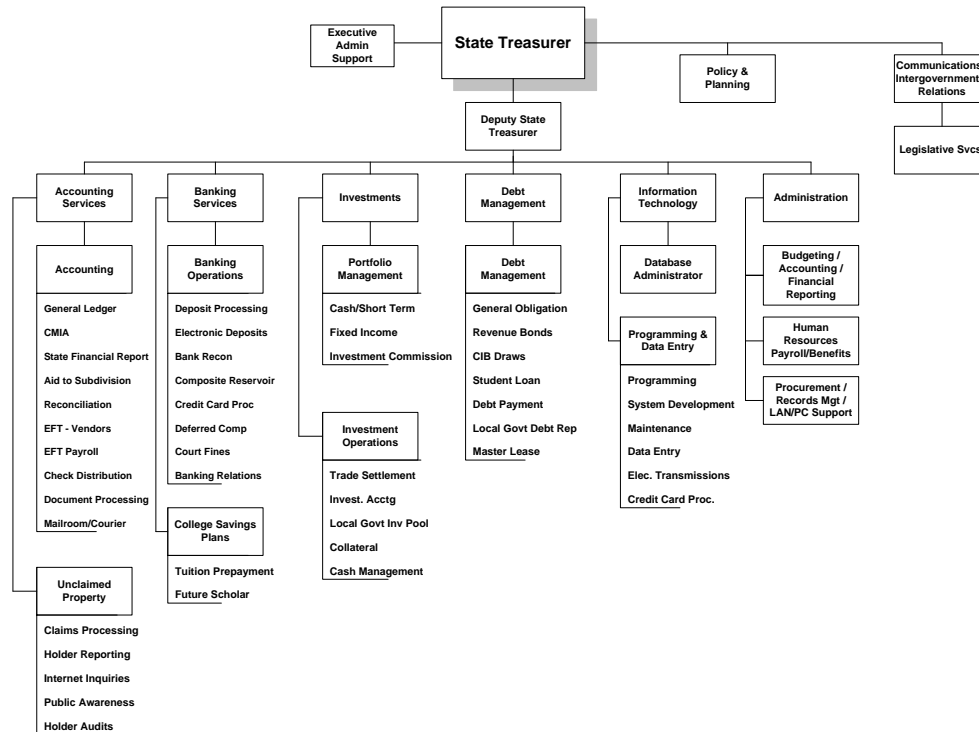 State Treasurer
Executive
Admin
Support
Policy &
Planning
Communications
Intergovernment
Relations
Legislative Svcs
Deputy State
Treasurer
Accounting
Services
Accounting
General Ledger
CMIA
State Financial Report
Aid to Subdivision
Reconciliation
EFT - Vendors
EFT Payroll
Check Distribution
Document Processing
Mailroom/Courier
Unclaimed
Property
Claims Processing
Holder Reporting
Internet Inquiries
Public Awareness
Holder Audits
Banking
Services
Banking
Operations
Deposit Processing
Electronic Deposits
Bank Recon
Composite Reservoir
Credit Card Proc
Deferred Comp
Court Fines
Banking Relations
College Savings
Plans
Tuition Prepayment
Future Scholar
Investments
Portfolio
Management
Cash/Short Term
Fixed Income
Investment Commission
Investment
Operations
Trade Settlement
Invest. Acctg
Local Govt Inv Pool
Collateral
Cash Management
Debt
Management
Debt
Management
General Obligation
Revenue Bonds
CIB Draws
Student Loan
Debt Payment
Local Govt Debt Rep
Master Lease
Information
Technology
Database
Administrator
Programming &
Data Entry
Programming
System Development
Maintenance
Data Entry
Elec. Transmissions
Credit Card Proc.
Administration
Budgeting /
Accounting /
Financial
Reporting
Human
Resources
Payroll/Benefits
Procurement /
Records Mgt /
LAN/PC Support